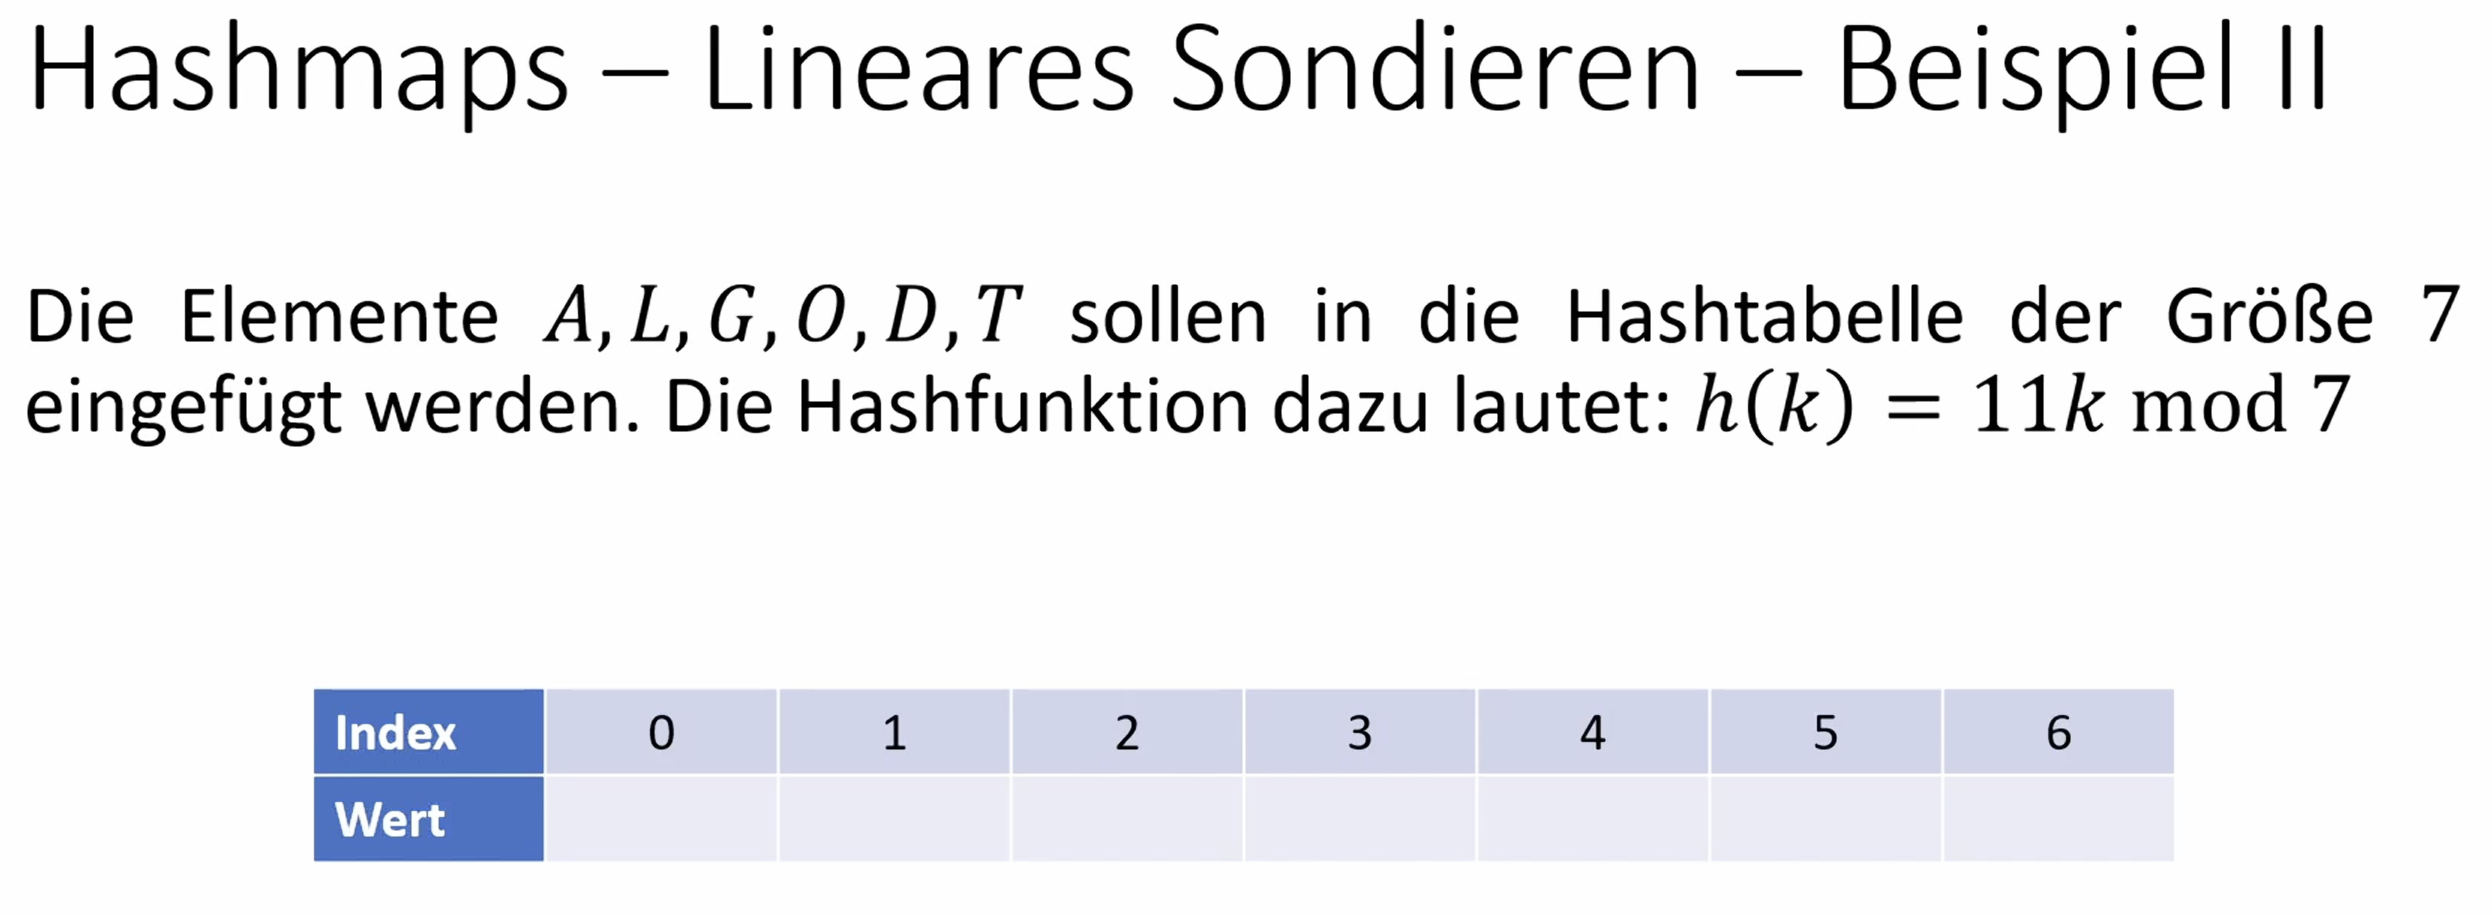 Hashmaps – Lineares Sondieren – Beispiel II
Die Elemente A, L, G, O, D, T sollen in die Hashtabelle der Größe 7
eingefügt werden. Die Hashfunktion dazu lautet: h(k) = 11k mod 7
Index 0 1 2 3 4 5 6
Wert